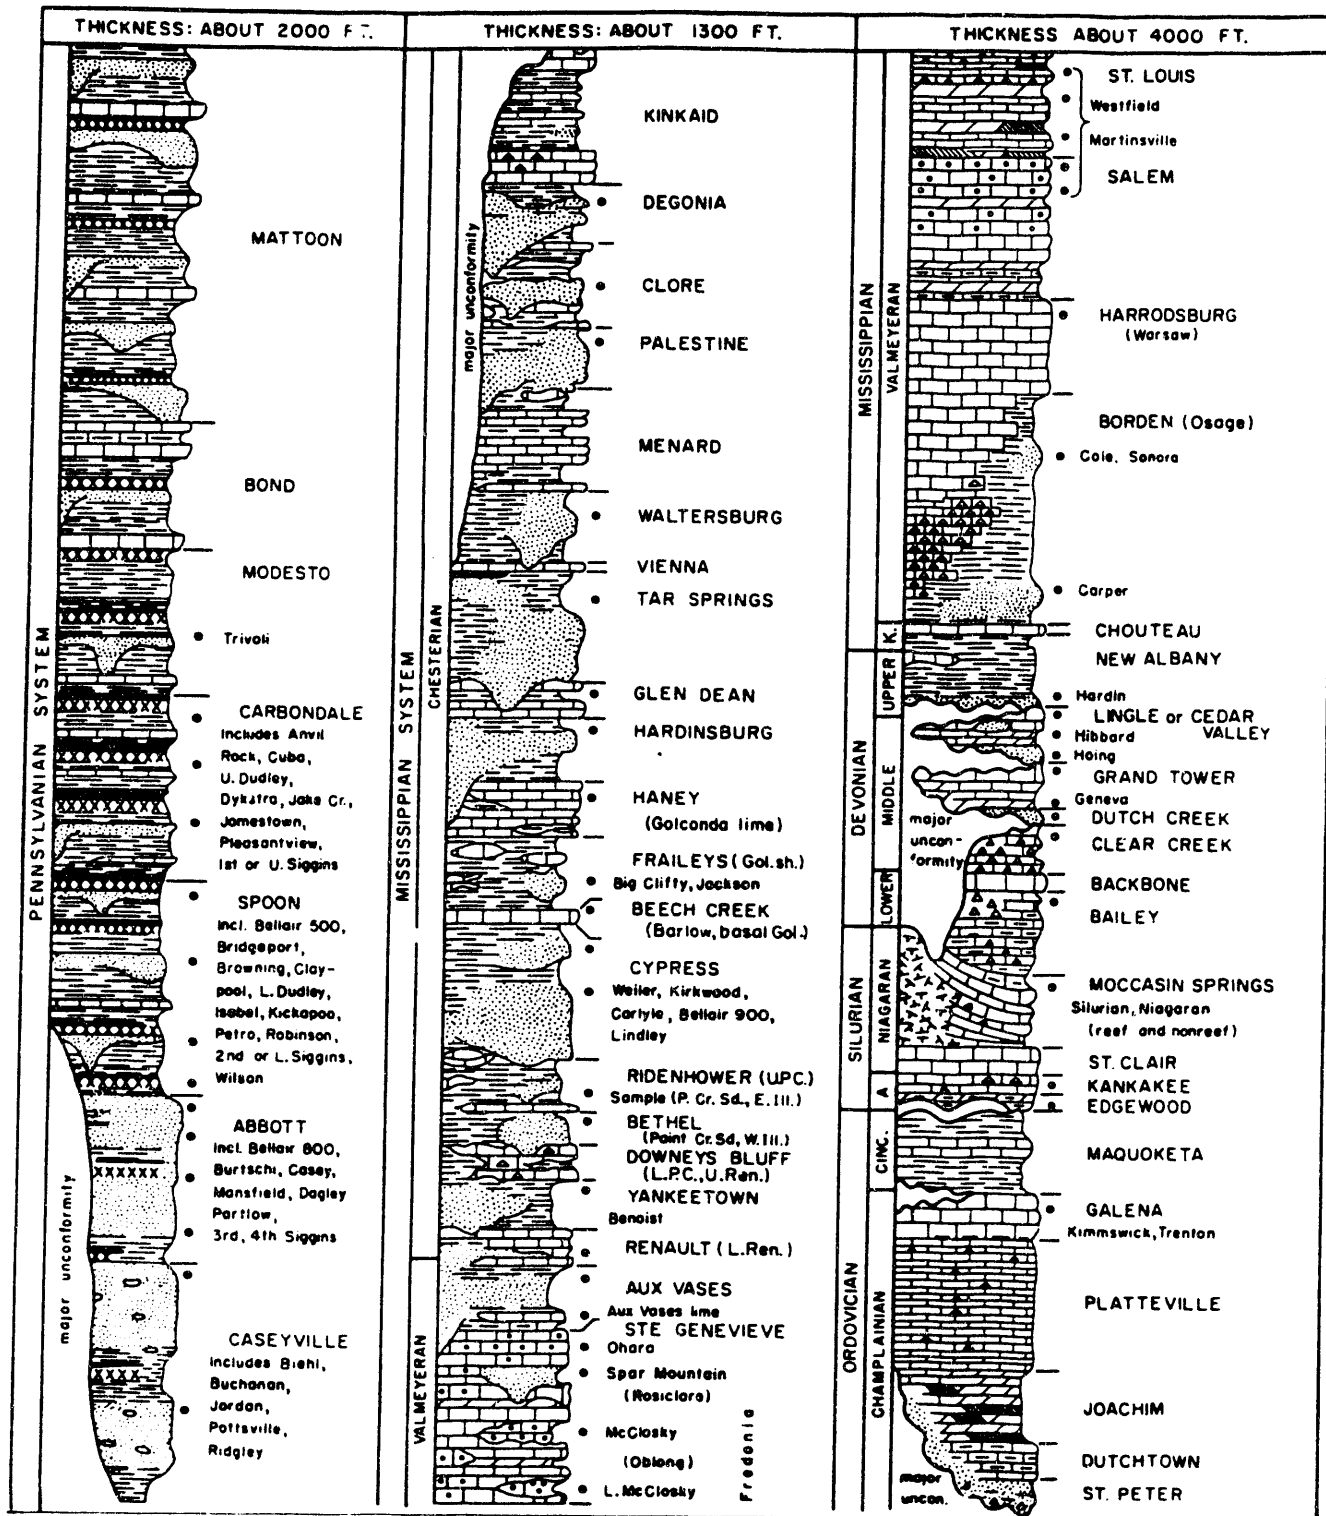 THICKNESS: ABOUT 2000 FT.
PENNSYLVANIAN SYSTEM
major unconformity
MATTOON
BOND
MODESTO
Trivoli
CARBONDALE
Includes Anvil
Rock, Cuba,
U. Dudley,
Dykstra, Jake Cr.,
Jamestown,
Pleasantview,
1st or U. Siggins
SPOON
Incl. Bellair 500,
Bridgeport,
Browning, Clay-
pool, L. Dudley,
Isabel, Kickapoo,
Petro, Robinson,
2nd or L. Siggins,
Wilson
ABBOTT
Incl. Bellair 800,
Burtschi, Casey,
Mansfield, Dagley
Partlow,
3rd, 4th Siggins
CASEYVILLE
Includes Biehl,
Buchanan,
Jordan,
Pottsville,
Ridgley
THICKNESS: ABOUT 1300 FT.
MISSISSIPPIAN SYSTEM
CHESTERIAN
VALMEYERAN
major unconformity
KINKAID
DEGONIA
CLORE
PALESTINE
MENARD
WALTERSBURG
VIENNA
TAR SPRINGS
GLEN DEAN
HARDINSBURG
HANEY
(Golconda lime)
FRAILEYS (Gol. sh.)
Big Clifty, Jackson
BEECH CREEK
(Barlow, basal Gol.)
CYPRESS
Weiler, Kirkwood,
Carlyle, Bellair 900,
Lindley
RIDENHOWER (U.P.C.)
Sample (P. Cr. Sd., E. Ill.)
BETHEL
(Paint Cr. Sd, W. Ill.)
DOWNEYS BLUFF
(L.P.C., U. Ren.)
YANKEETOWN
Benoist
RENAULT (L. Ren.)
AUX VASES
Aux Vases lime
STE GENEVIEVE
Ohara
Spar Mountain
(Rosiclare)
McClosky
(Oblong)
L. McClosky
Fredonia
THICKNESS ABOUT 4000 FT.
MISSISSIPPIAN
VALMEYERAN
K.
DEVONIAN
UPPER
MIDDLE
LOWER
SILURIAN
NIAGARAN
A
ORDOVICIAN
CINC.
CHAMPLAINIAN
ST. LOUIS
Westfield
Martinsville
SALEM
HARRODSBURG
(Warsaw)
BORDEN (Osage)
Cole, Sonora
Carper
CHOUTEAU
NEW ALBANY
Hardin
LINGLE or CEDAR
VALLEY
Hibbard
Hoing
GRAND TOWER
Geneva
major
uncon-
formity
DUTCH CREEK
CLEAR CREEK
BACKBONE
BAILEY
MOCCASIN SPRINGS
Silurian, Niagaran
(reef and nonreef)
ST. CLAIR
KANKAKEE
EDGEWOOD
MAQUOKETA
GALENA
Kimmswick, Trenton
PLATTEVILLE
JOACHIM
DUTCHTOWN
major
uncon.
ST. PETER